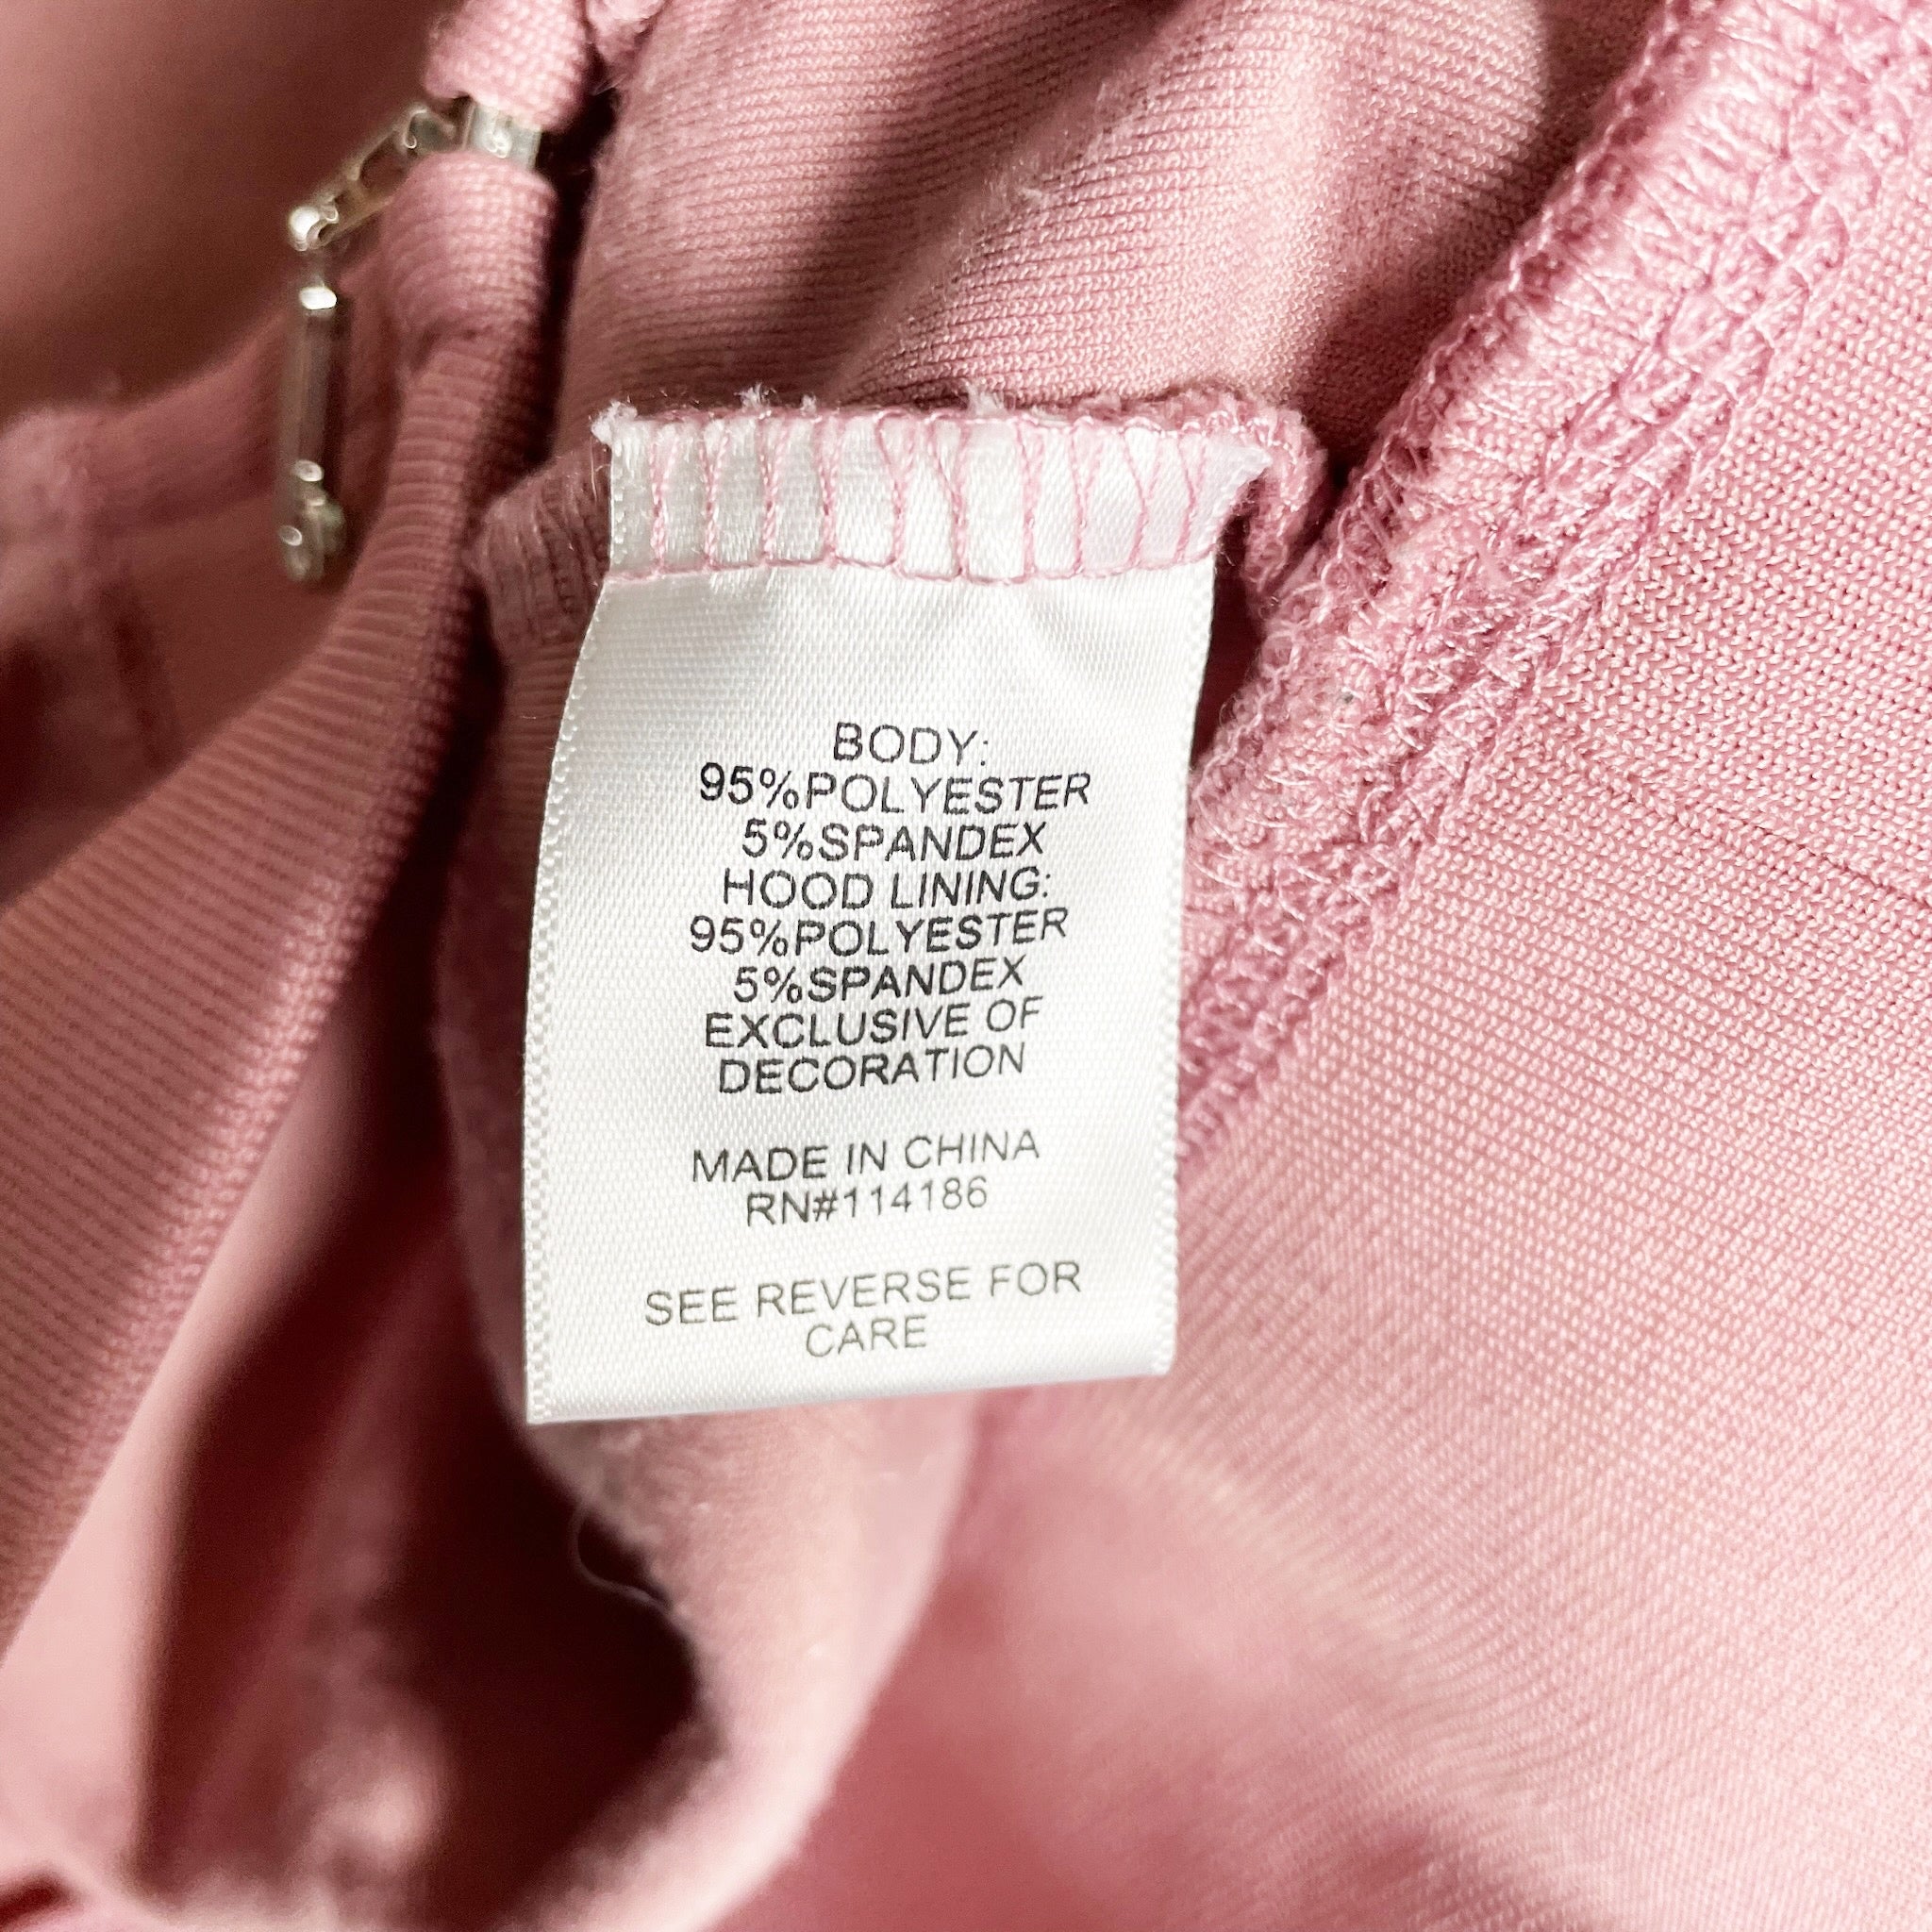 BODY:
95%POLYESTER
5%SPANDEX
HOOD LINING:
95%POLYESTER
5%SPANDEX
EXCLUSIVE OF
DECORATION
MADE IN CHINA
RN#114186
SEE REVERSE FOR
CARE